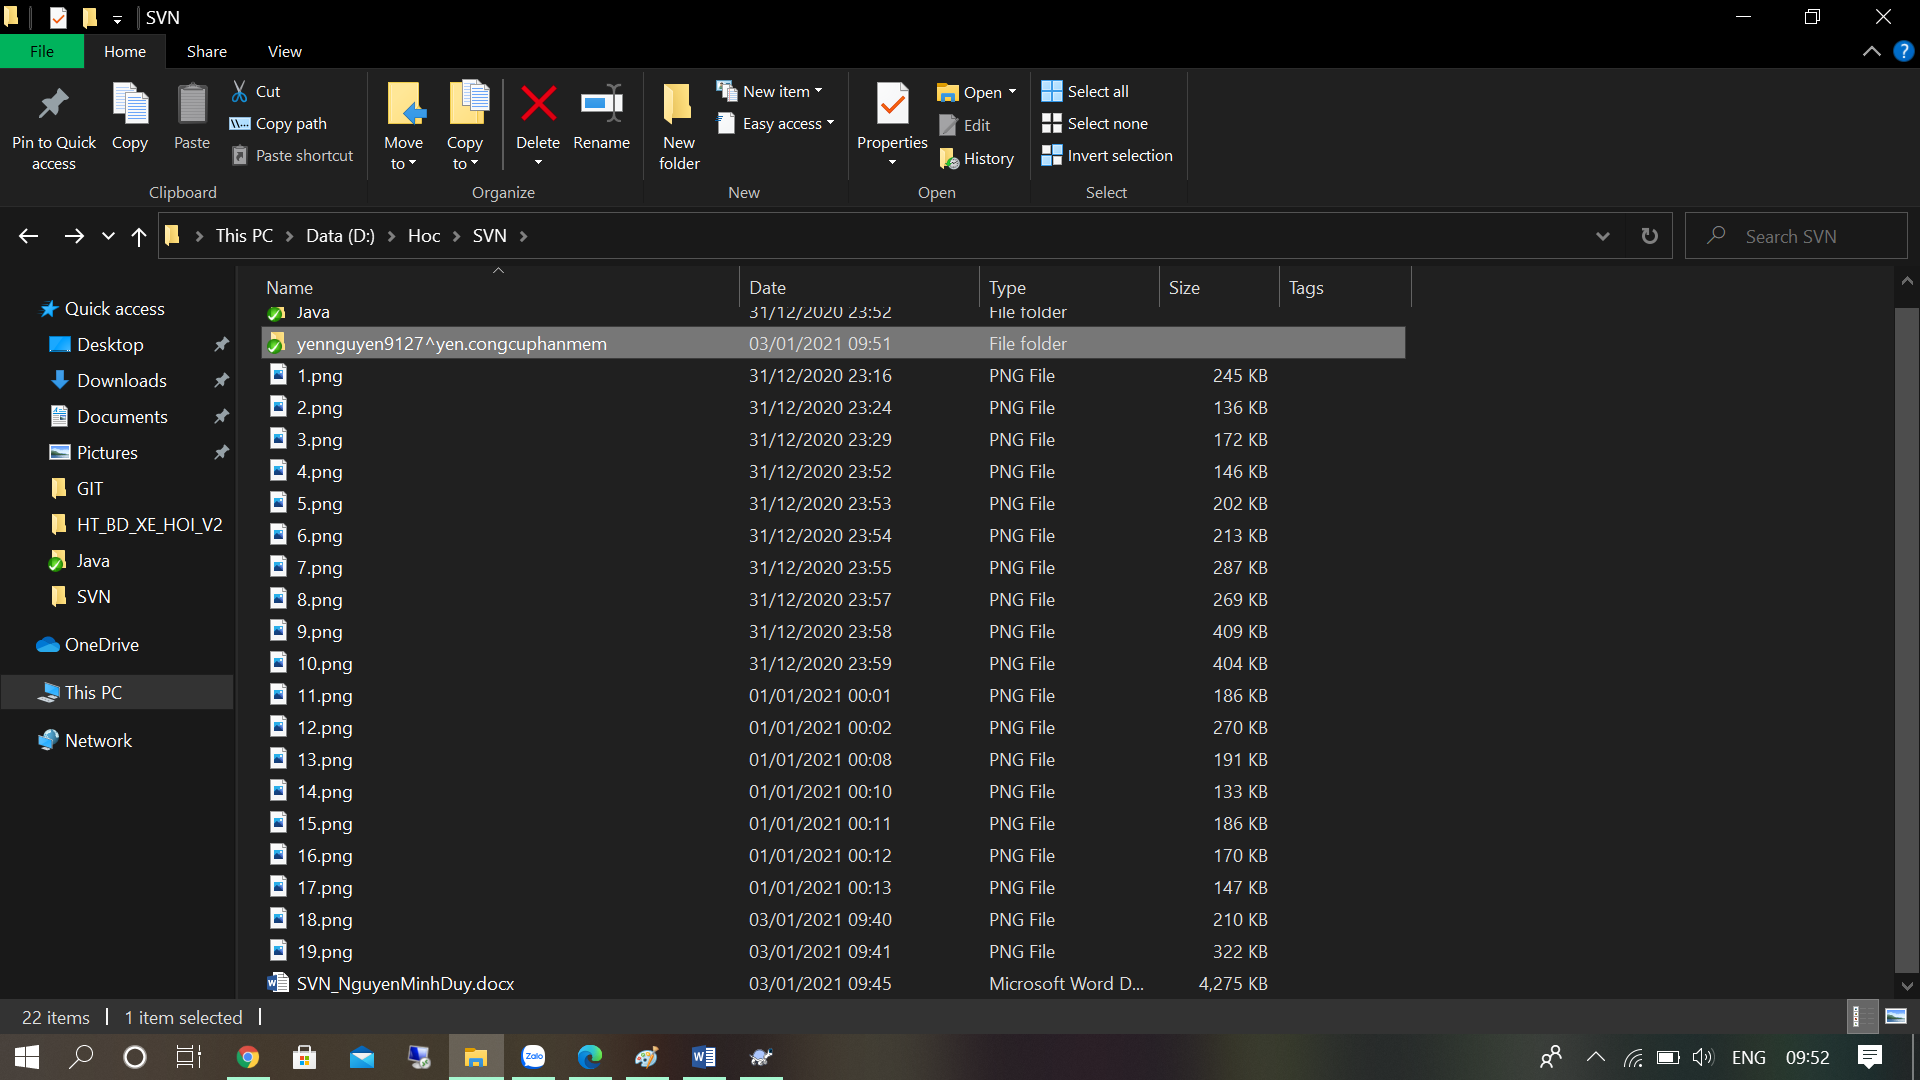 SVN
File Home Share View
Pin to Quick access
Copy
Paste
Cut
Copy path
Paste shortcut
Clipboard
Move to
Copy to
Delete
Rename
Organize
New folder
New item
Easy access
New
Properties
Open
Edit
History
Open
Select all
Select none
Invert selection
Select
This PC Data (D:) Hoc SVN
Search SVN
Quick access
Desktop
Downloads
Documents
Pictures
GIT
HT_BD_XE_HOI_V2
Java
SVN
OneDrive
This PC
Network
Name Date Type Size Tags
Java 31/12/2020 23:52 File folder
yennguyen9127^yen.congcuphanmem 03/01/2021 09:51 File folder
1.png 31/12/2020 23:16 PNG File 245 KB
2.png 31/12/2020 23:24 PNG File 136 KB
3.png 31/12/2020 23:29 PNG File 172 KB
4.png 31/12/2020 23:52 PNG File 146 KB
5.png 31/12/2020 23:53 PNG File 202 KB
6.png 31/12/2020 23:54 PNG File 213 KB
7.png 31/12/2020 23:55 PNG File 287 KB
8.png 31/12/2020 23:57 PNG File 269 KB
9.png 31/12/2020 23:58 PNG File 409 KB
10.png 31/12/2020 23:59 PNG File 404 KB
11.png 01/01/2021 00:01 PNG File 186 KB
12.png 01/01/2021 00:02 PNG File 270 KB
13.png 01/01/2021 00:08 PNG File 191 KB
14.png 01/01/2021 00:10 PNG File 133 KB
15.png 01/01/2021 00:11 PNG File 186 KB
16.png 01/01/2021 00:12 PNG File 170 KB
17.png 01/01/2021 00:13 PNG File 147 KB
18.png 03/01/2021 09:40 PNG File 210 KB
19.png 03/01/2021 09:41 PNG File 322 KB
SVN_NguyenMinhDuy.docx 03/01/2021 09:45 Microsoft Word D... 4,275 KB
22 items 1 item selected
Zalo
ENG 09:52